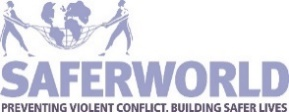 SAFERWORLD
PREVENTING VIOLENT CONFLICT. BUILDING SAFER LIVES